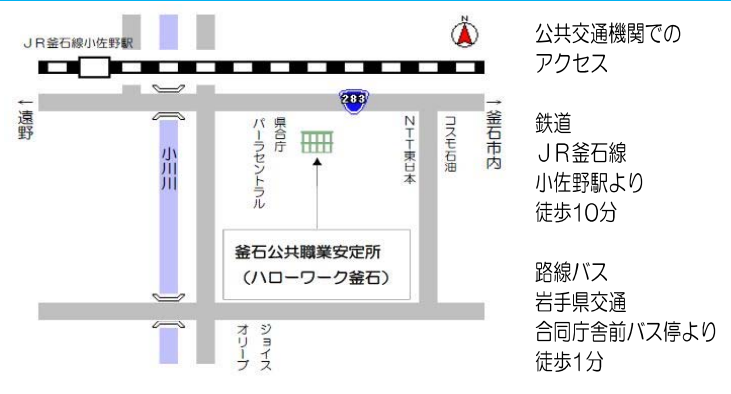 JR釜石線小佐野駅
N
283
←
遠野
→
釜石市内
小川川
県合庁
パーラセントラル
NTT東日本
コスモ石油
釜石公共職業安定所
(ハローワーク釜石)
ジョイス
オリーブ
公共交通機関での
アクセス
鉄道
JR釜石線
小佐野駅より
徒歩10分
路線バス
岩手県交通
合同庁舎前バス停より
徒歩1分